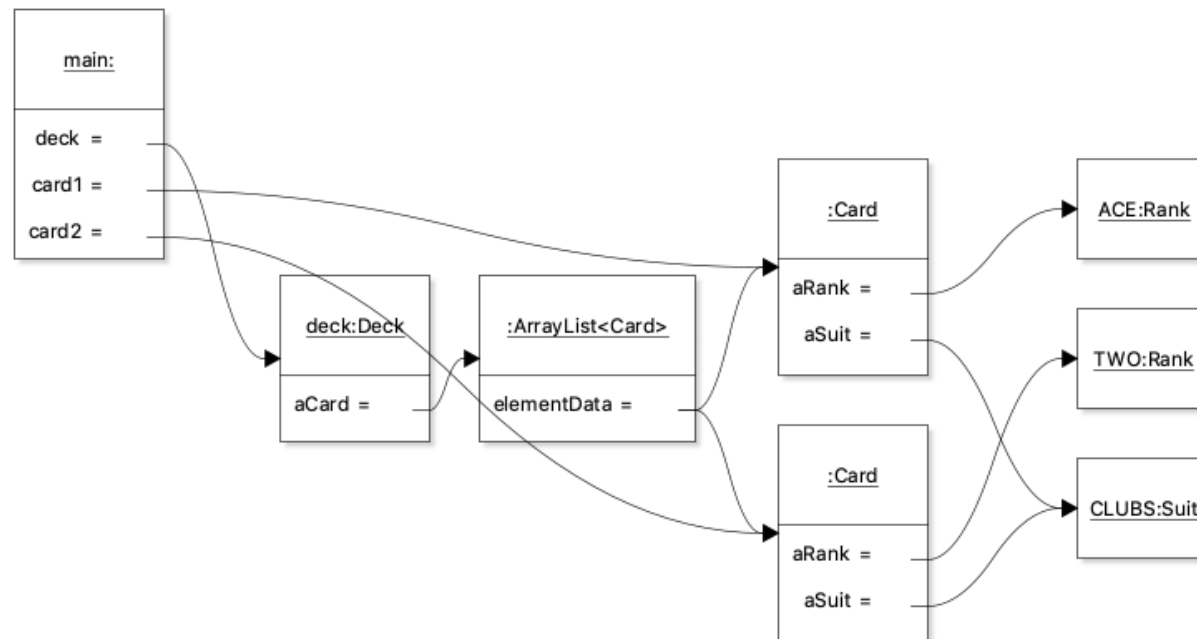 main:
deck =
card1 =
card2 =
deck:Deck
aCard =
:ArrayList<Card>
elementData =
:Card
aRank =
aSuit =
:Card
aRank =
aSuit =
ACE:Rank
TWO:Rank
CLUBS:Suit